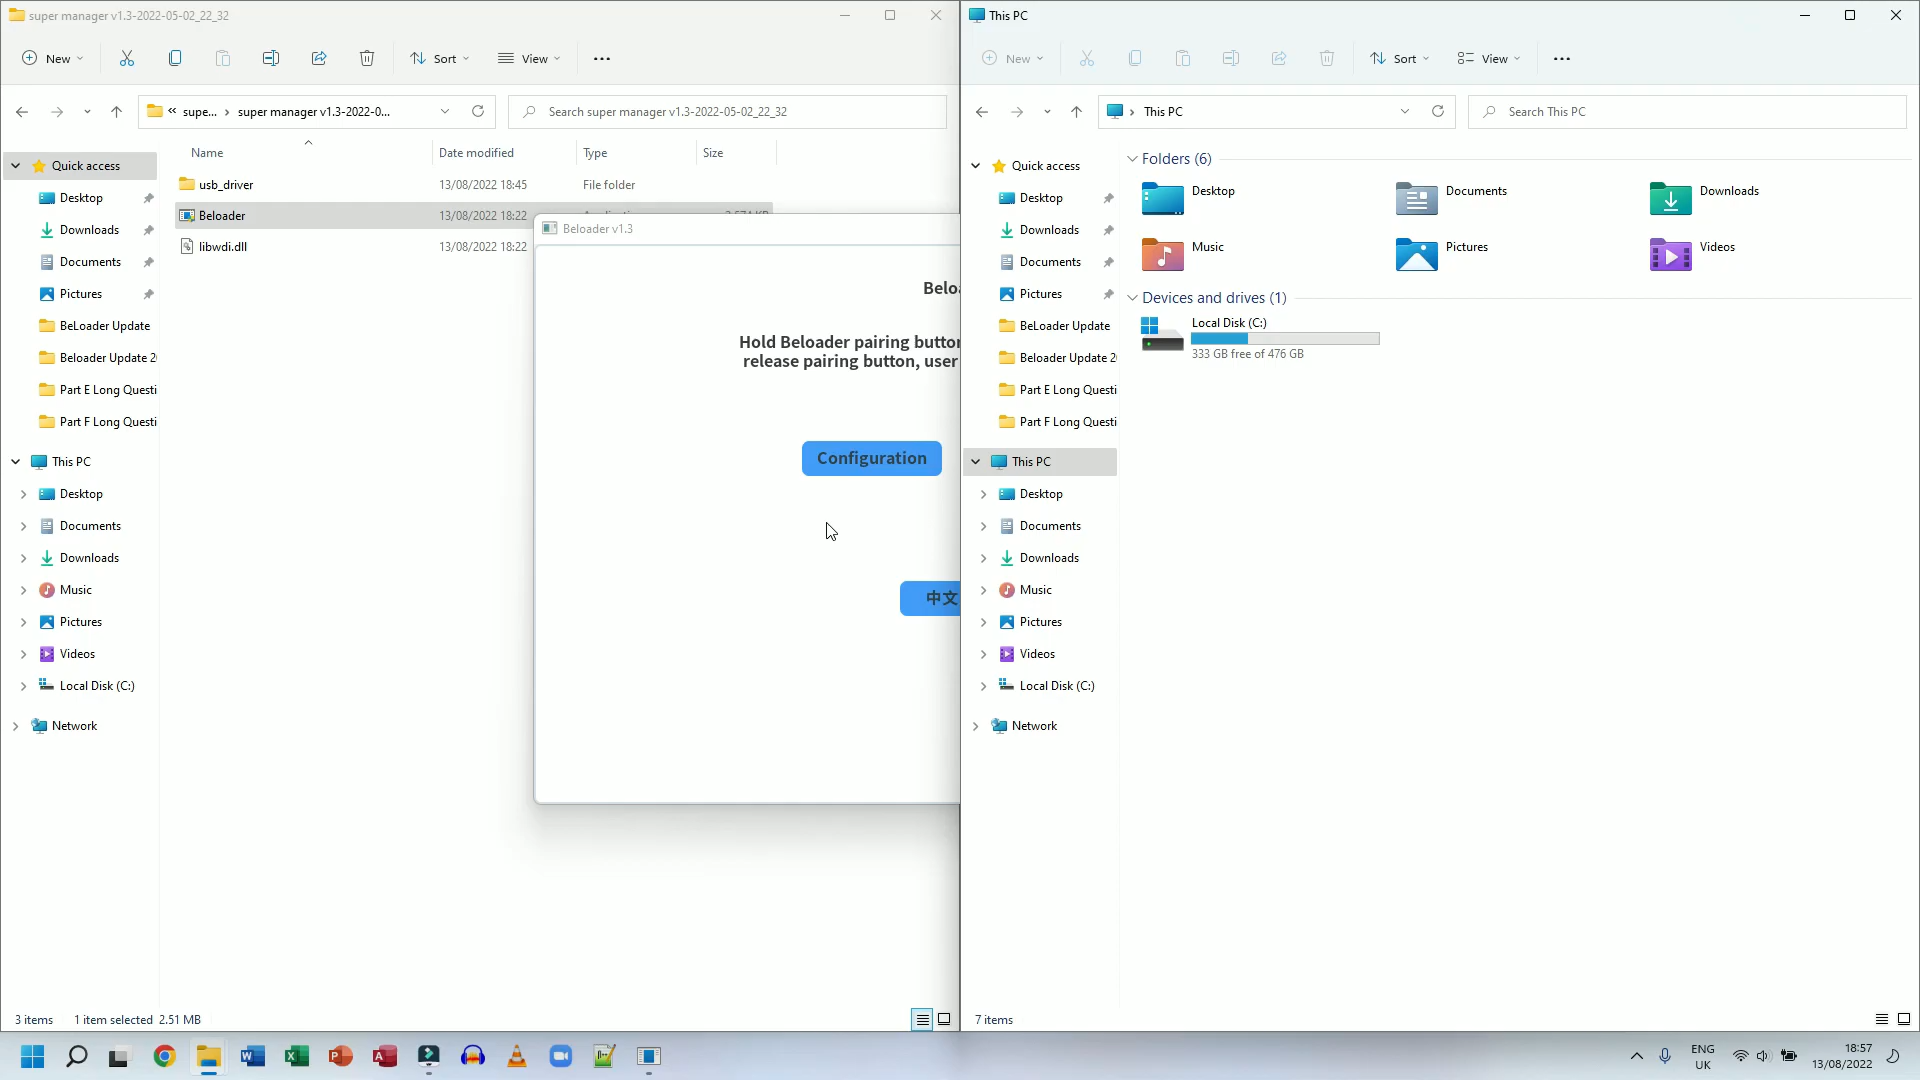 super manager v1.3-2022-05-02_22_32
New
Sort
View
supe...
super manager v1.3-2022-0...
Search super manager v1.3-2022-05-02_22_32
Quick access
Desktop
Downloads
Documents
Pictures
BeLoader Update
Beloader Update 2
Part E Long Questi
Part F Long Questi
This PC
Desktop
Documents
Downloads
Music
Pictures
Videos
Local Disk (C:)
Network
Name
Date modified
Type
Size
usb_driver
13/08/2022 18:45
File folder
Beloader
13/08/2022 18:22
libwdi.dll
13/08/2022 18:22
Beloader v1.3
Beloa
Hold Beloader pairing button
release pairing button, user
Configuration
中文
3 items
1 item selected 2.51 MB
This PC
New
Sort
View
This PC
Search This PC
Quick access
Desktop
Downloads
Documents
Pictures
BeLoader Update
Beloader Update 2
Part E Long Questi
Part F Long Questi
This PC
Desktop
Documents
Downloads
Music
Pictures
Videos
Local Disk (C:)
Network
Folders (6)
Desktop
Documents
Downloads
Music
Pictures
Videos
Devices and drives (1)
Local Disk (C:)
333 GB free of 476 GB
7 items
ENG
UK
18:57
13/08/2022